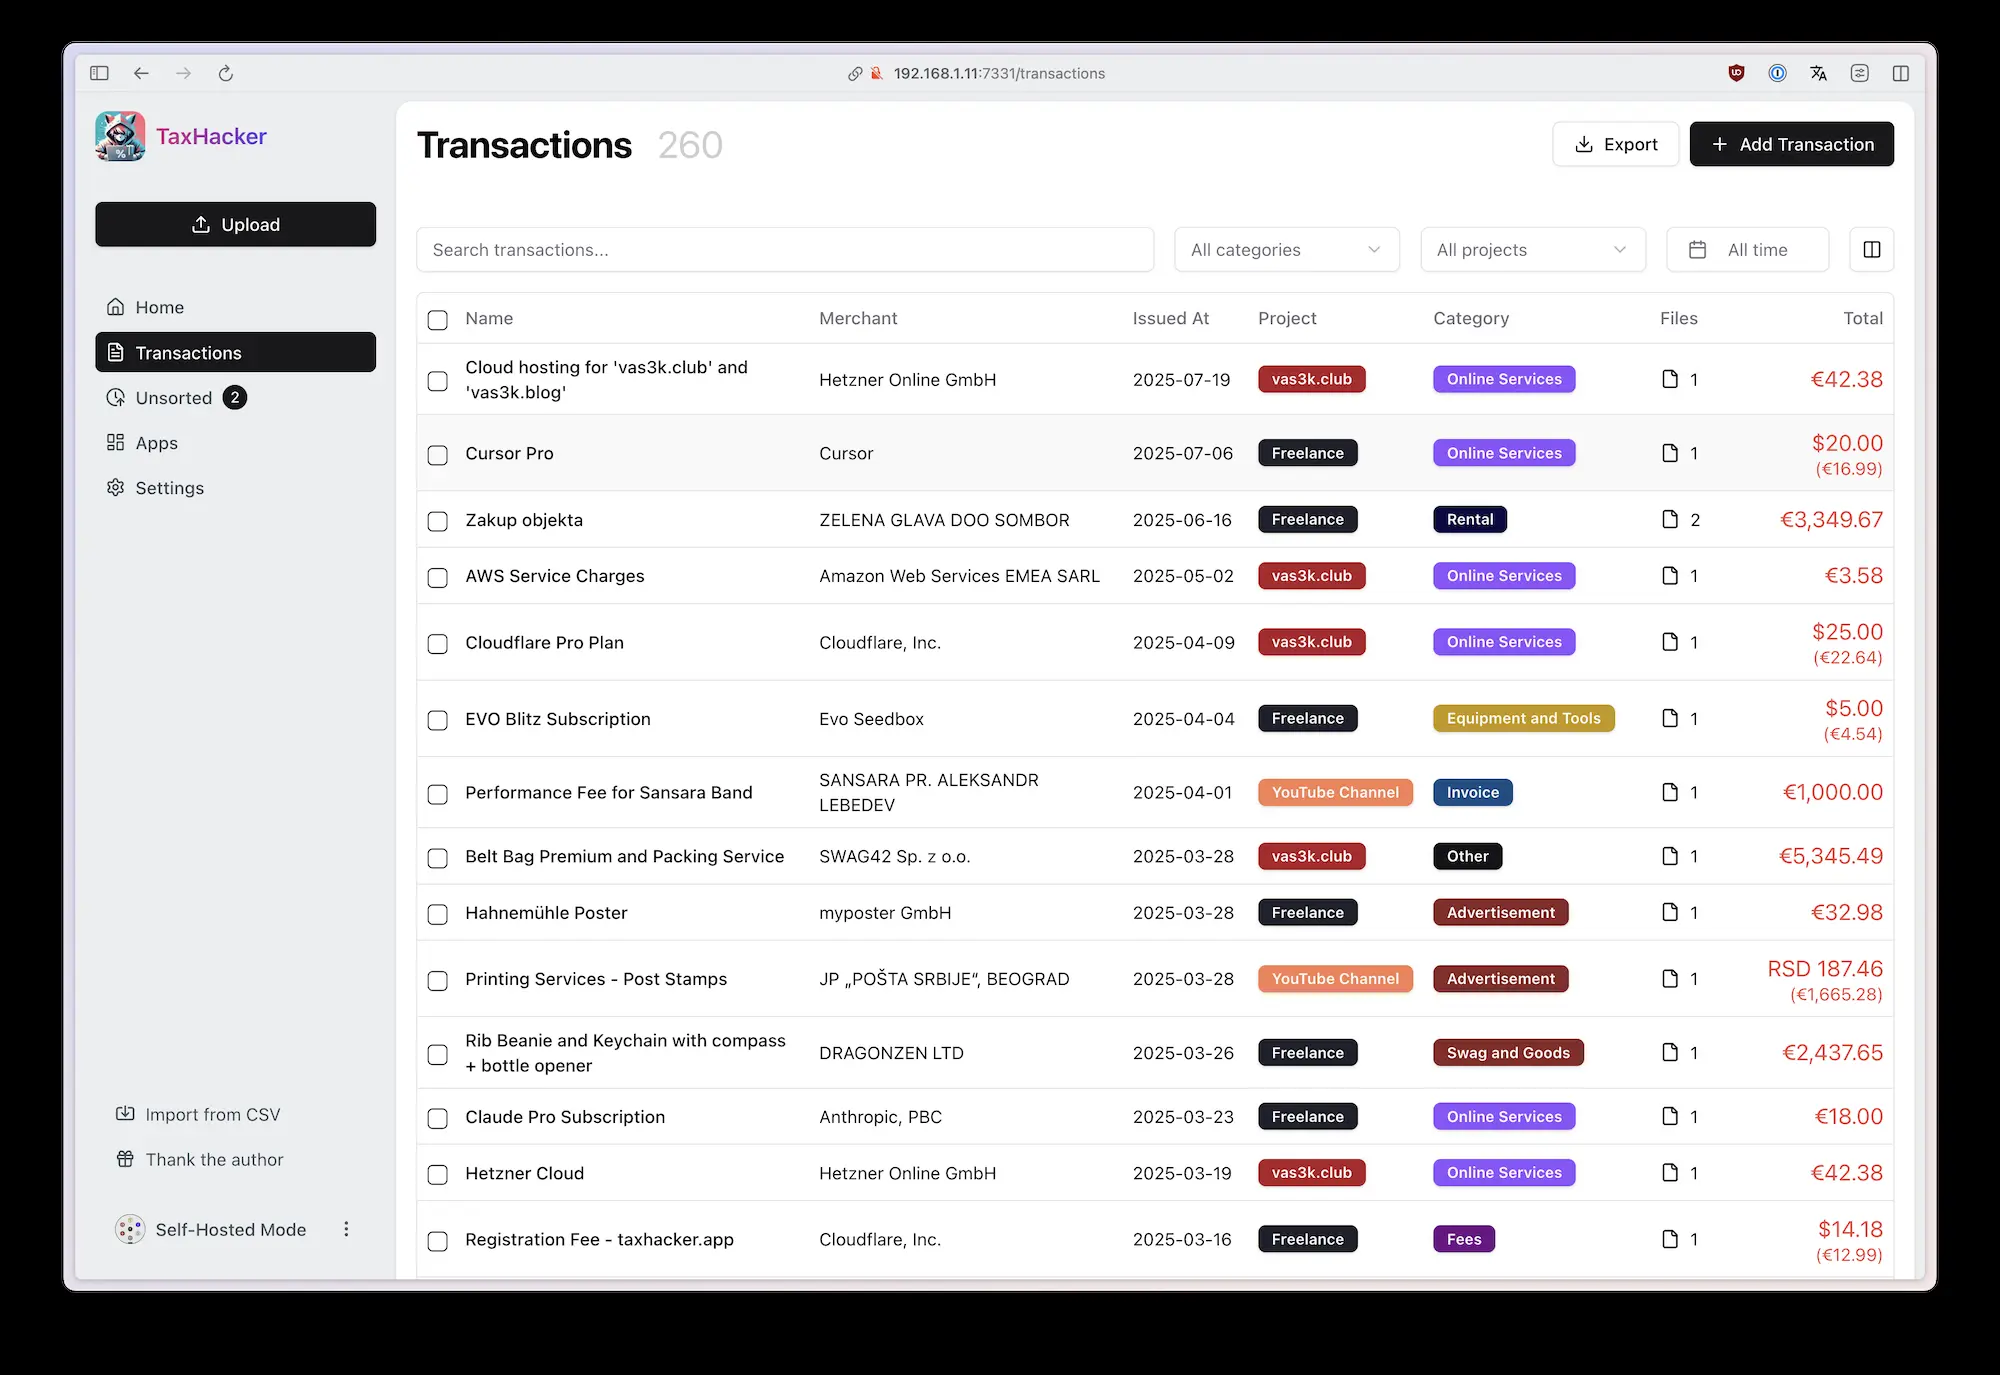 192.168.1.11:7331/transactions
TaxHacker
Upload
Home
Transactions
Unsorted 2
Apps
Settings
Import from CSV
Thank the author
Self-Hosted Mode
Transactions 260
Export
+ Add Transaction
Search transactions...
All categories
All projects
All time
Name Merchant Issued At Project Category Files Total
Cloud hosting for 'vas3k.club' and
'vas3k.blog'
Hetzner Online GmbH 2025-07-19 vas3k.club Online Services 1 €42.38
Cursor Pro Cursor 2025-07-06 Freelance Online Services 1 $20.00
(€16.99)
Zakup objekta ZELENA GLAVA DOO SOMBOR 2025-06-16 Freelance Rental 2 €3,349.67
AWS Service Charges Amazon Web Services EMEA SARL 2025-05-02 vas3k.club Online Services 1 €3.58
Cloudflare Pro Plan Cloudflare, Inc. 2025-04-09 vas3k.club Online Services 1 $25.00
(€22.64)
EVO Blitz Subscription Evo Seedbox 2025-04-04 Freelance Equipment and Tools 1 $5.00
(€4.54)
Performance Fee for Sansara Band
SANSARA PR. ALEKSANDR
LEBEDEV
2025-04-01 YouTube Channel Invoice 1 €1,000.00
Belt Bag Premium and Packing Service SWAG42 Sp. z o.o. 2025-03-28 vas3k.club Other 1 €5,345.49
Hahnemühle Poster myposter GmbH 2025-03-28 Freelance Advertisement 1 €32.98
Printing Services - Post Stamps JP „POŠTA SRBIJE“, BEOGRAD 2025-03-28 YouTube Channel Advertisement 1 RSD 187.46
(€1,665.28)
Rib Beanie and Keychain with compass
+ bottle opener
DRAGONZEN LTD 2025-03-26 Freelance Swag and Goods 1 €2,437.65
Claude Pro Subscription Anthropic, PBC 2025-03-23 Freelance Online Services 1 €18.00
Hetzner Cloud Hetzner Online GmbH 2025-03-19 vas3k.club Online Services 1 €42.38
Registration Fee - taxhacker.app Cloudflare, Inc. 2025-03-16 Freelance Fees 1 $14.18
(€12.99)